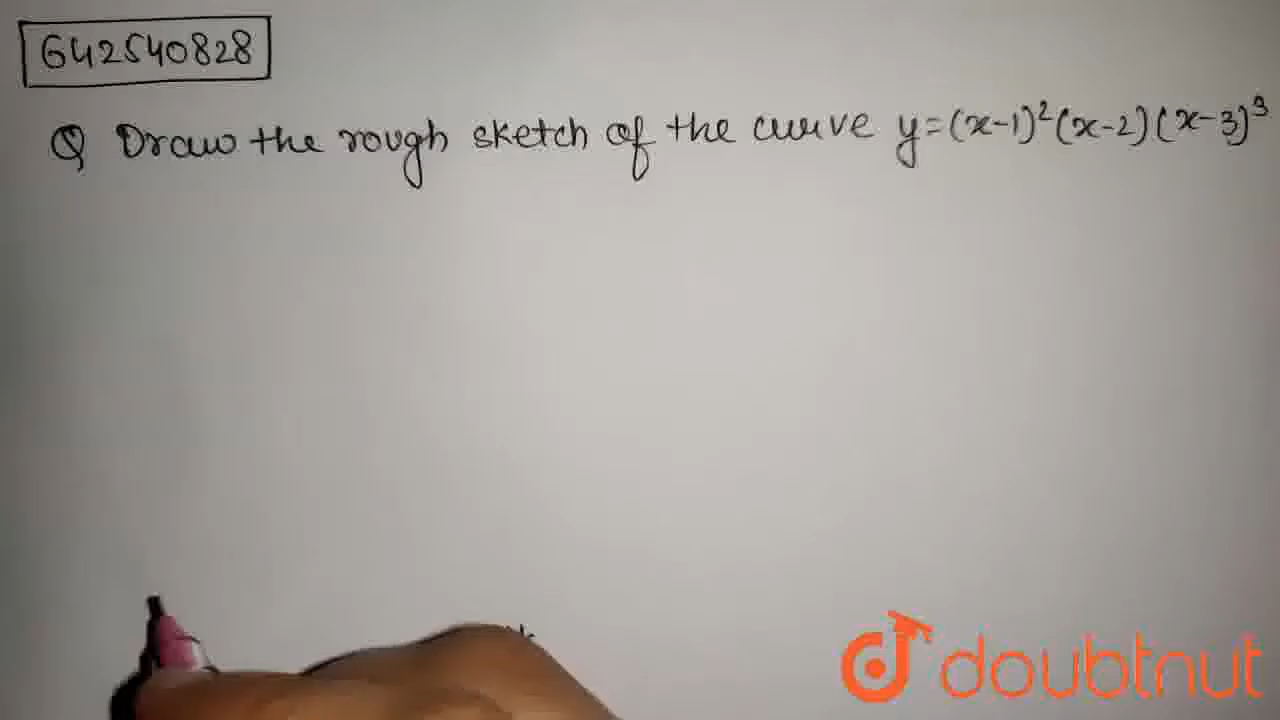 642540828
Q Draw the rough sketch of the curve y=(x-1)²(x-2)(x-3)³
doubtnut